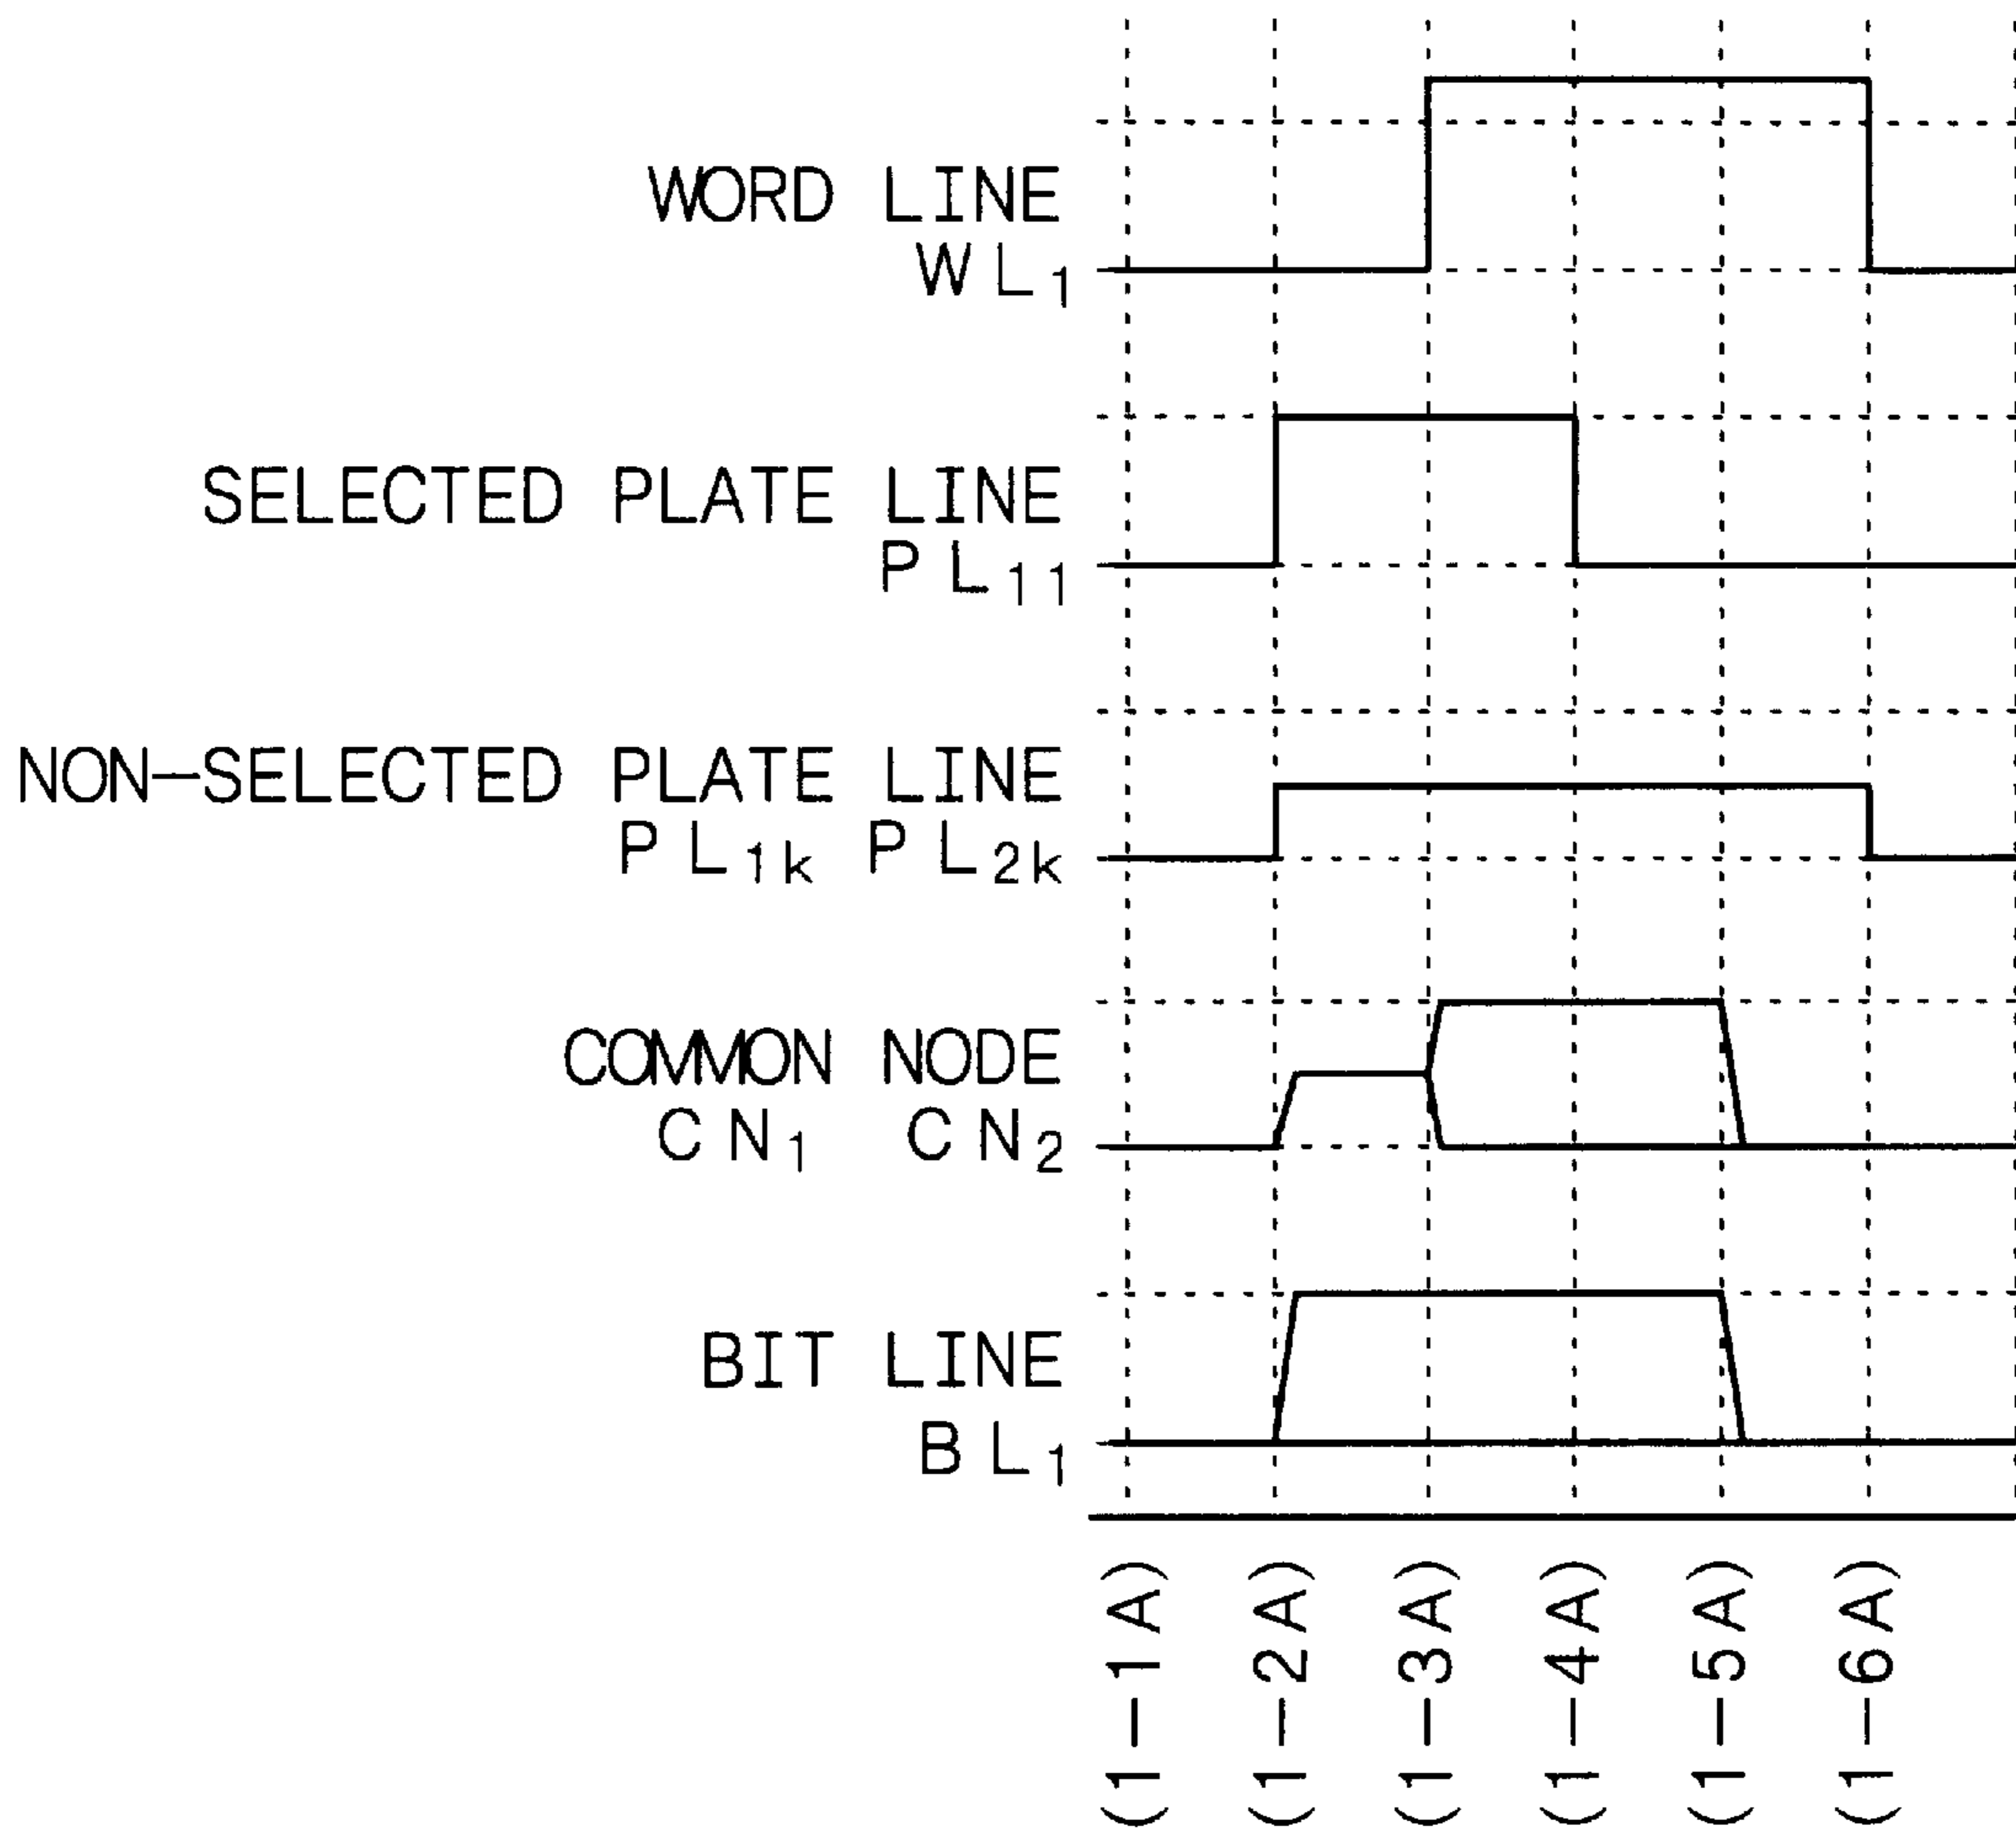 WORD LINE
WL1
SELECTED PLATE LINE
PL11
NON-SELECTED PLATE LINE
PL1k PL2k
COMMON NODE
CN1 CN2
BIT LINE
BL1
(1-1A)
(1-2A)
(1-3A)
(1-4A)
(1-5A)
(1-6A)